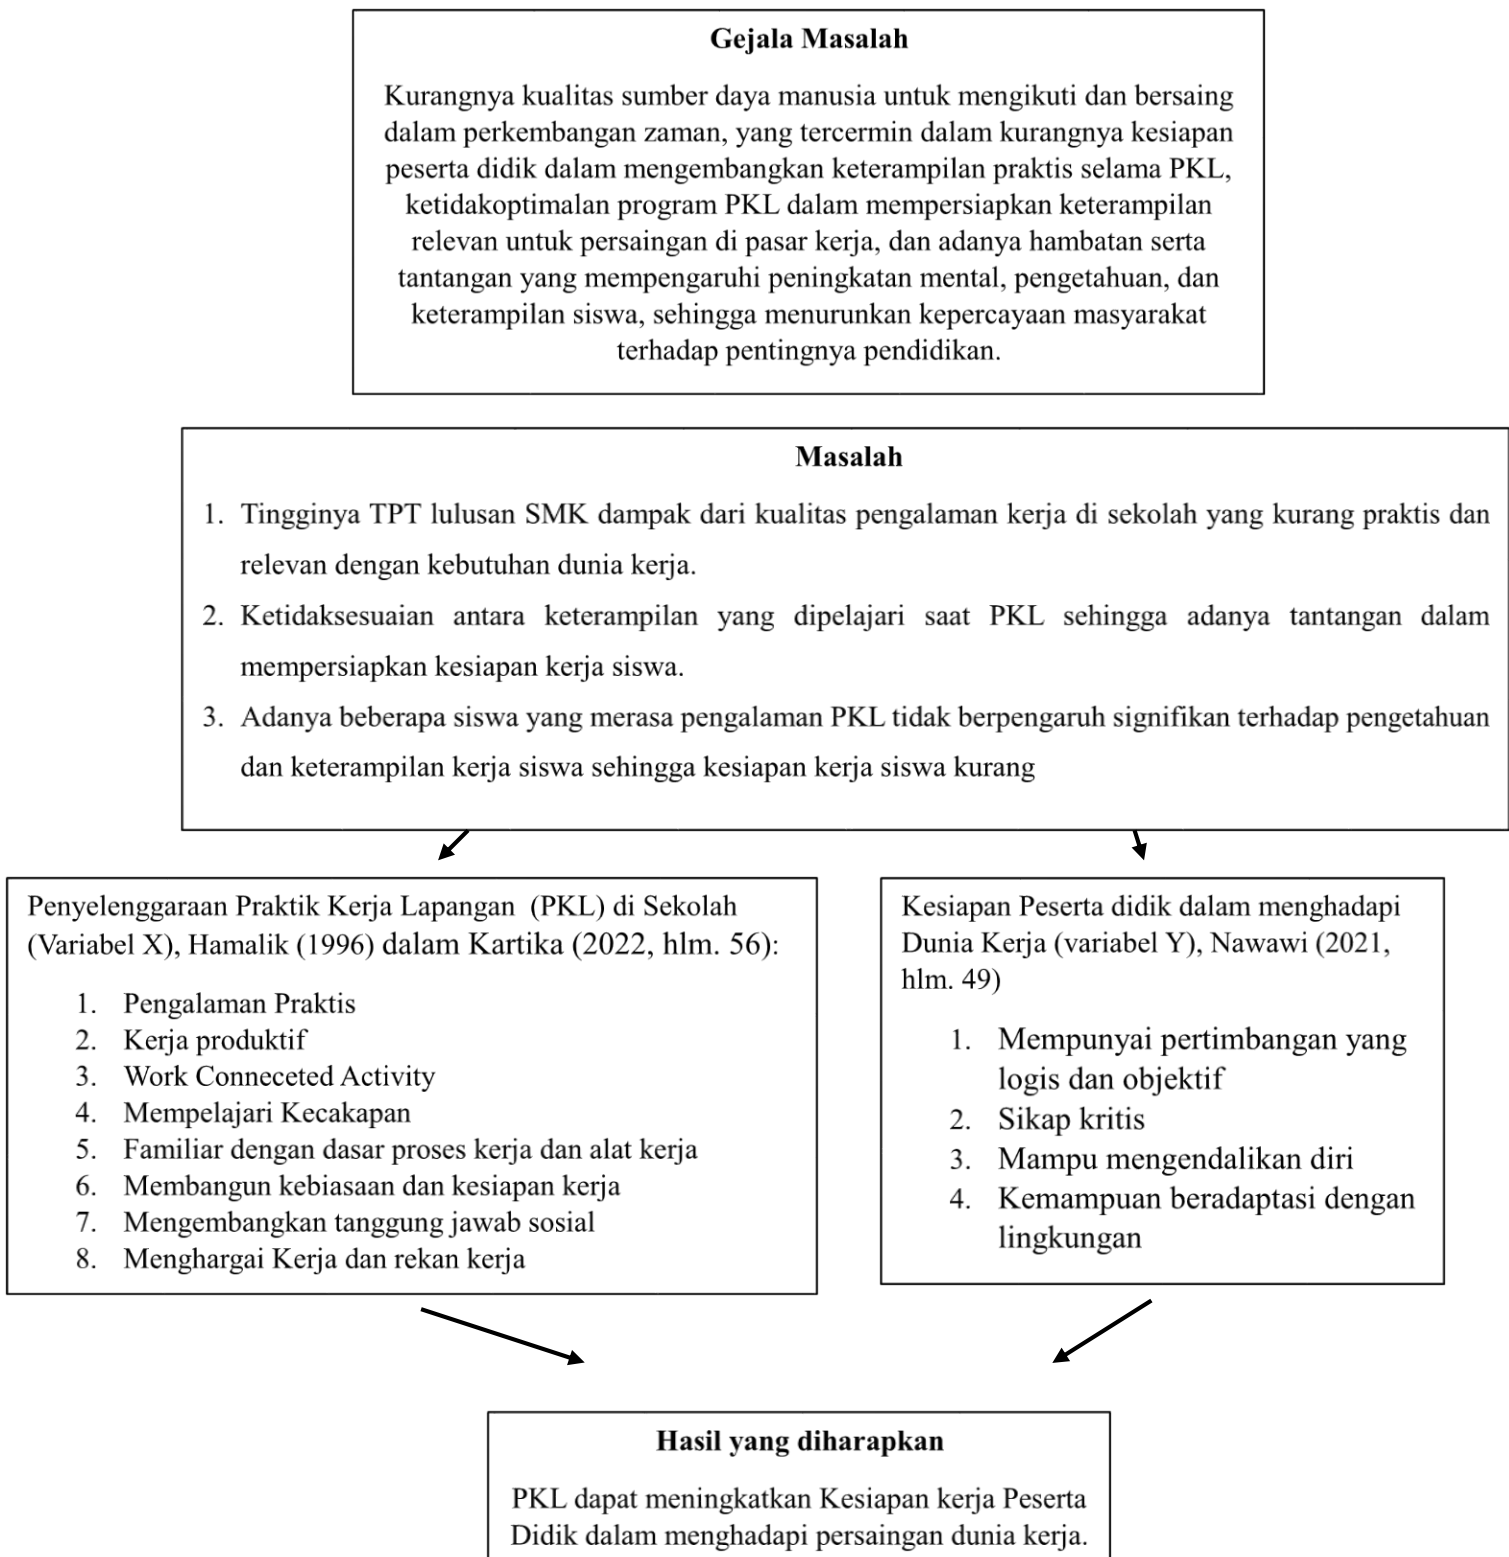 Gejala Masalah
Kurangnya kualitas sumber daya manusia untuk mengikuti dan bersaing
dalam perkembangan zaman, yang tercermin dalam kurangnya kesiapan
peserta didik dalam mengembangkan keterampilan praktis selama PKL,
ketidakoptimalan program PKL dalam mempersiapkan keterampilan
relevan untuk persaingan di pasar kerja, dan adanya hambatan serta
tantangan yang mempengaruhi peningkatan mental, pengetahuan, dan
keterampilan siswa, sehingga menurunkan kepercayaan masyarakat
terhadap pentingnya pendidikan.
Masalah
1. Tingginya TPT lulusan SMK dampak dari kualitas pengalaman kerja di sekolah yang kurang praktis dan
relevan dengan kebutuhan dunia kerja.
2. Ketidaksesuaian antara keterampilan yang dipelajari saat PKL sehingga adanya tantangan dalam
mempersiapkan kesiapan kerja siswa.
3. Adanya beberapa siswa yang merasa pengalaman PKL tidak berpengaruh signifikan terhadap pengetahuan
dan keterampilan kerja siswa sehingga kesiapan kerja siswa kurang
Penyelenggaraan Praktik Kerja Lapangan (PKL) di Sekolah
(Variabel X), Hamalik (1996) dalam Kartika (2022, hlm. 56):
1. Pengalaman Praktis
2. Kerja produktif
3. Work Conneceted Activity
4. Mempelajari Kecakapan
5. Familiar dengan dasar proses kerja dan alat kerja
6. Membangun kebiasaan dan kesiapan kerja
7. Mengembangkan tanggung jawab sosial
8. Menghargai Kerja dan rekan kerja
Kesiapan Peserta didik dalam menghadapi
Dunia Kerja (variabel Y), Nawawi (2021,
hlm. 49)
1. Mempunyai pertimbangan yang
logis dan objektif
2. Sikap kritis
3. Mampu mengendalikan diri
4. Kemampuan beradaptasi dengan
lingkungan
Hasil yang diharapkan
PKL dapat meningkatkan Kesiapan kerja Peserta
Didik dalam menghadapi persaingan dunia kerja.